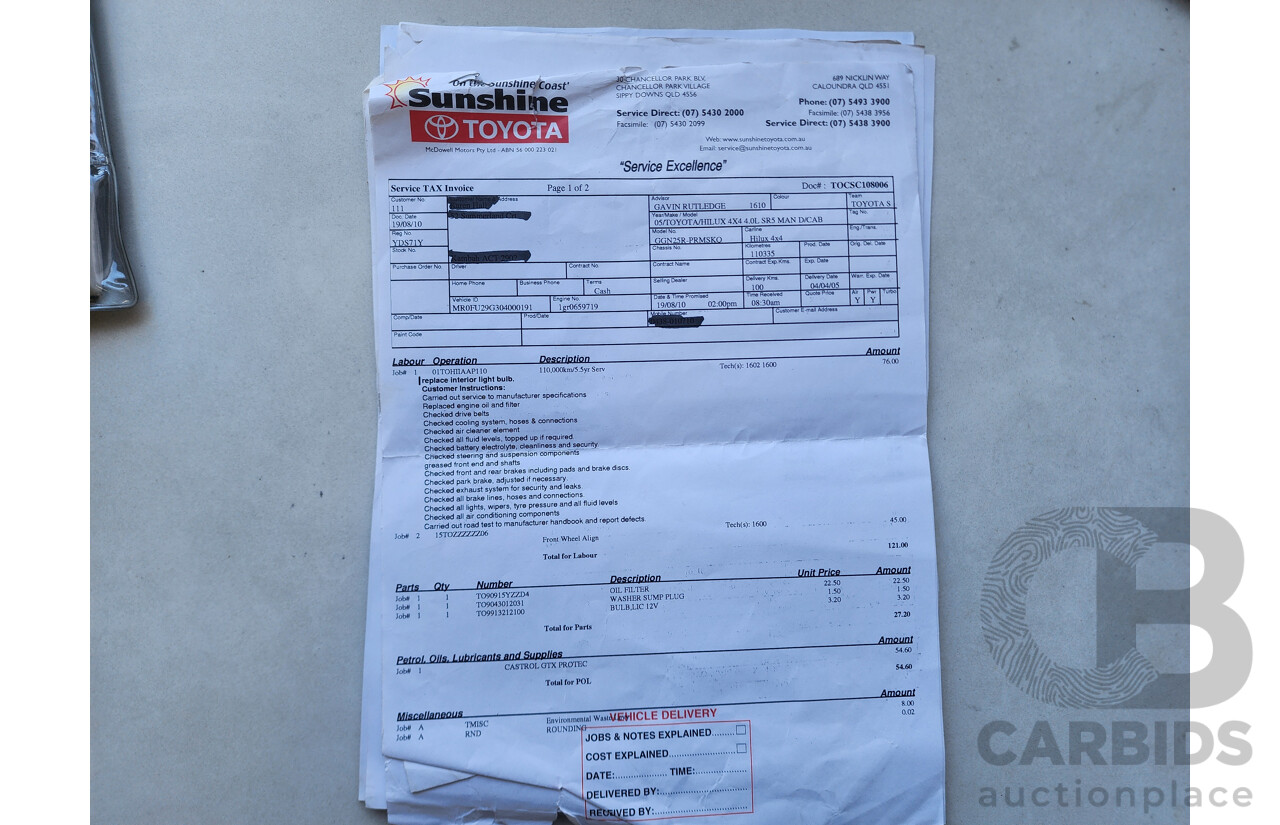 'On the Sunshine Coast'
Sunshine
TOYOTA
McDowell Motors Pty Ltd - ABN 56 000 223 021
30 CHANCELLOR PARK BLV,
CHANCELLOR PARK VILLAGE
SIPPY DOWNS QLD 4556
Service Direct: (07) 5430 2000
Facsimile: (07) 5430 2099
689 NICKLIN WAY
CALOUNDRA QLD 4551
Phone: (07) 5493 3900
Facsimile: (07) 5438 3956
Service Direct: (07) 5438 3900
Web: www.sunshinetoyota.com.au
Email: service@sunshinetoyota.com.au
"Service Excellence"
Service TAX Invoice Page 1 of 2 Doc# : TOCSC108006
Customer No. Address Advisor Colour Team
111 GAVIN RUTLEDGE 1610 TOYOTA S
Doc. Date Year/Make / Model Tag No.
19/08/10 05/TOYOTA/HILUX 4X4 4.0L SR5 MAN D/CAB
Reg No. Model No. Carline Eng./Trans.
YDS71Y GGN25R-PRMSKQ Hilux 4x4
Stock No. Chassis No. Kilometres Prod. Date Orig. Del. Date
110335
Purchase Order No. Driver Contract No. Contract Name Contract Exp.Kms. Exp. Date
Home Phone Business Phone Terms Selling Dealer Delivery Kms. Delivery Date Warr. Exp. Date
Cash 100 04/04/05
Vehicle ID Engine No. Date & Time Promised Time Received Quote Price Air Pwr Turbo
MR0FU29G304000191 1gr0659719 19/08/10 02:00pm 08:30am Y Y
Comp/Date Prod/Date Mobile Number Customer E-mail Address
Paint Code
Labour Operation Description Amount
Job# 1 01TOHIIAAP110 110,000km/5.5yr Serv Tech(s): 1602 1600 76.00
replace interior light bulb.
Customer Instructions:
Carried out service to manufacturer specifications
Replaced engine oil and filter
Checked drive belts
Checked cooling system, hoses & connections
Checked air cleaner element
Checked all fluid levels, topped up if required.
Checked battery electrolyte, cleanliness and security.
Checked steering and suspension components
greased front end and shafts
Checked front and rear brakes including pads and brake discs.
Checked park brake, adjusted if necessary.
Checked exhaust system for security and leaks.
Checked all brake lines, hoses and connections.
Checked all lights, wipers, tyre pressure and all fluid levels
Checked all air conditioning components
Carried out road test to manufacturer handbook and report defects.
Job# 2 15TOZZZZZZ06 Front Wheel Align Tech(s): 1600 45.00
Total for Labour 121.00
Parts Qty Number Description Unit Price Amount
Job# 1 1 TO90915YZZD4 OIL FILTER 22.50 22.50
Job# 1 1 TO9043012031 WASHER SUMP PLUG 1.50 1.50
Job# 1 1 TO9913212100 BULB,LIC 12V 3.20 3.20
Total for Parts 27.20
Petrol, Oils, Lubricants and Supplies Amount
Job# 1 CASTROL GTX PROTEC 54.60
Total for POL 54.60
Miscellaneous Amount
Job# A TMISC Environmental 8.00
Job# A RND ROUNDING 0.02
VEHICLE DELIVERY
JOBS & NOTES EXPLAINED
COST EXPLAINED
DATE: TIME:
DELIVERED BY:
RECEIVED BY:
CB
CARBIDS
auctionplace